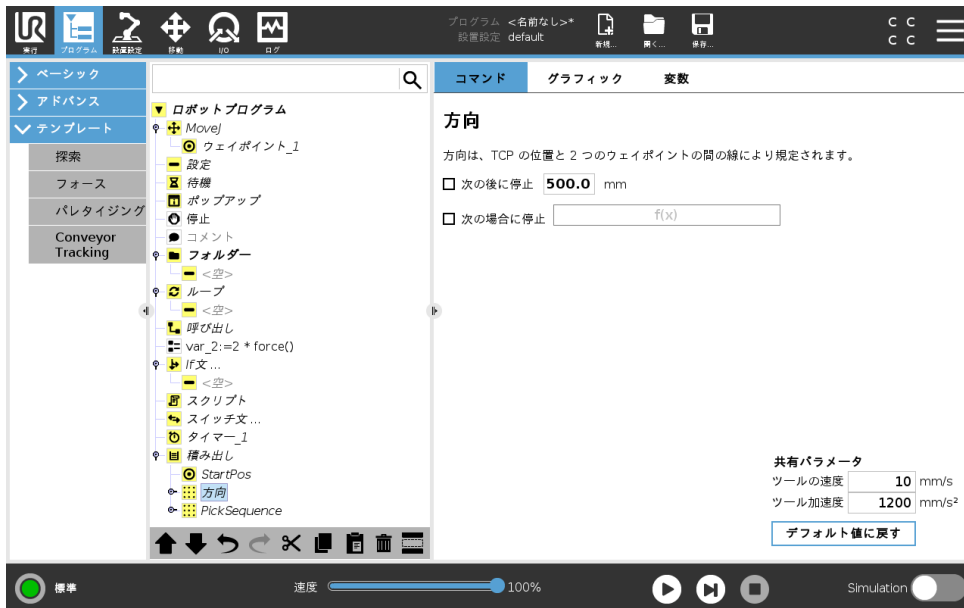 UR
実行
プログラム
設置設定
移動
I/O
ログ
プログラム <名前なし>*
設置設定 default
新規...
開く...
保存...
C C
C C
ベーシック
アドバンス
テンプレート
探索
フォース
パレタイジング
Conveyor
Tracking
ロボットプログラム
MoveJ
ウェイポイント_1
設定
待機
ポップアップ
停止
コメント
フォルダー
<空>
ループ
<空>
呼び出し
var_2:=2 * force()
If文 ...
<空>
スクリプト
スイッチ文 ...
タイマー_1
積み出し
StartPos
方向
PickSequence
コマンド グラフィック 変数
方向
方向は、TCP の位置と 2 つのウェイポイントの間の線により規定されます。
次の後に停止 500.0 mm
次の場合に停止 f(x)
共有パラメータ
ツールの速度 10 mm/s
ツール加速度 1200 mm/s²
デフォルト値に戻す
標準
速度 100%
Simulation